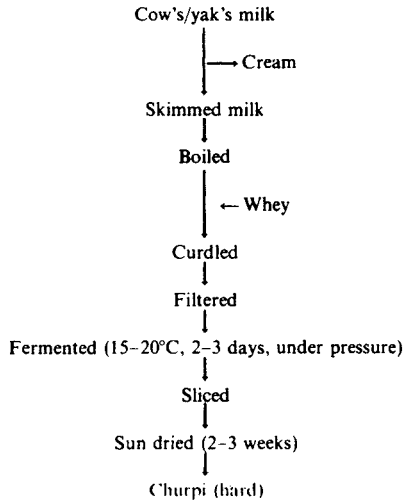 Cow's/yak's milk
Cream
Skimmed milk
Boiled
Whey
Curdled
Filtered
Fermented (15–20°C, 2–3 days, under pressure)
Sliced
Sun dried (2–3 weeks)
Churpi (hard)